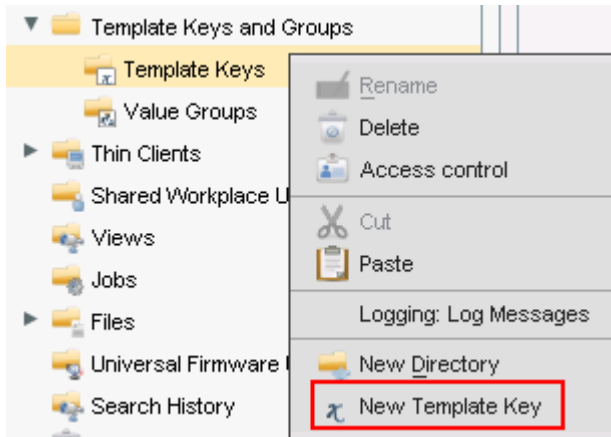 Template Keys and Groups
Template Keys
Value Groups
Thin Clients
Shared Workplace U
Views
Jobs
Files
Universal Firmware
Search History
Rename
Delete
Access control
Cut
Paste
Logging: Log Messages
New Directory
New Template Key